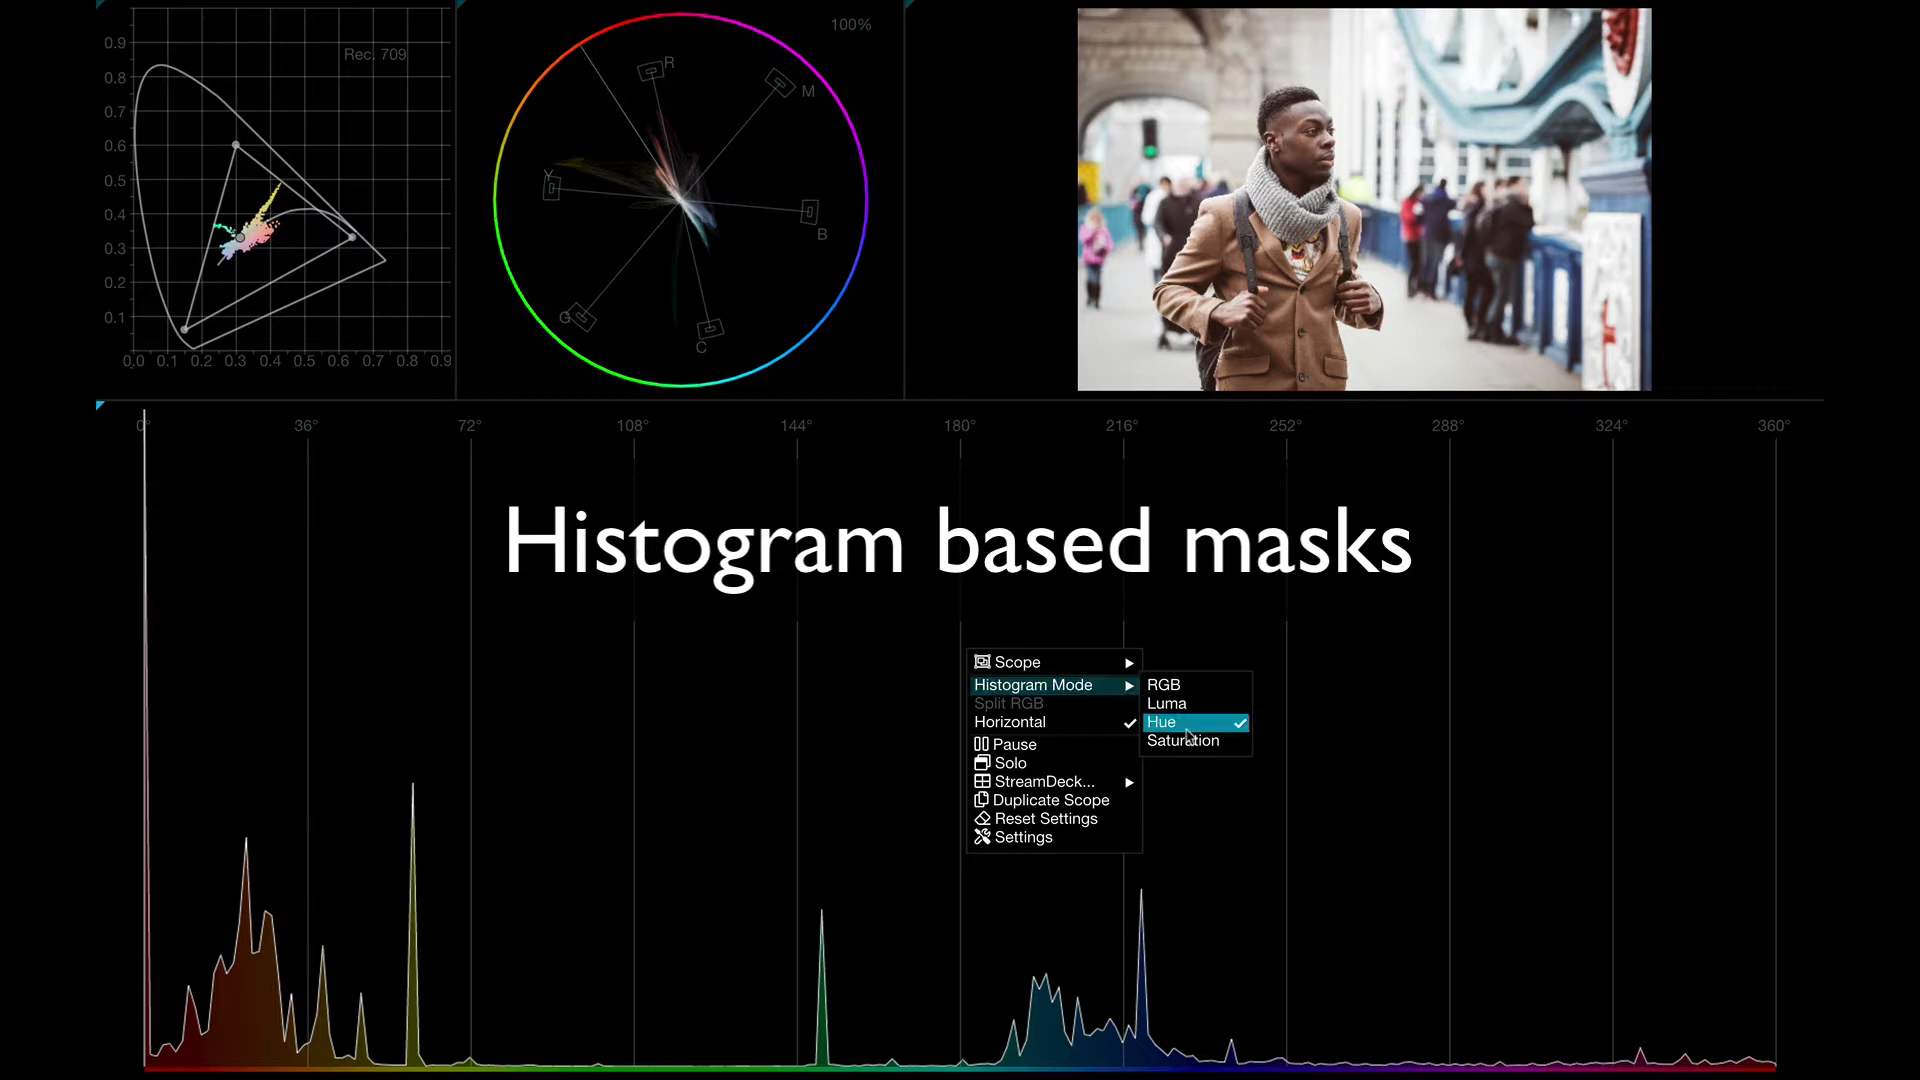 Rec. 709
0.9
0.8
0.7
0.6
0.5
0.4
0.3
0.2
0.1
0.0 0.1 0.2 0.3 0.4 0.5 0.6 0.7 0.8 0.9
100%
R
M
Y
B
G
C
0° 36° 72° 108° 144° 180° 216° 252° 288° 324° 360°
Histogram based masks
Scope
Histogram Mode
Split RGB
Horizontal
Pause
Solo
StreamDeck...
Duplicate Scope
Reset Settings
Settings
RGB
Luma
Hue
Saturation